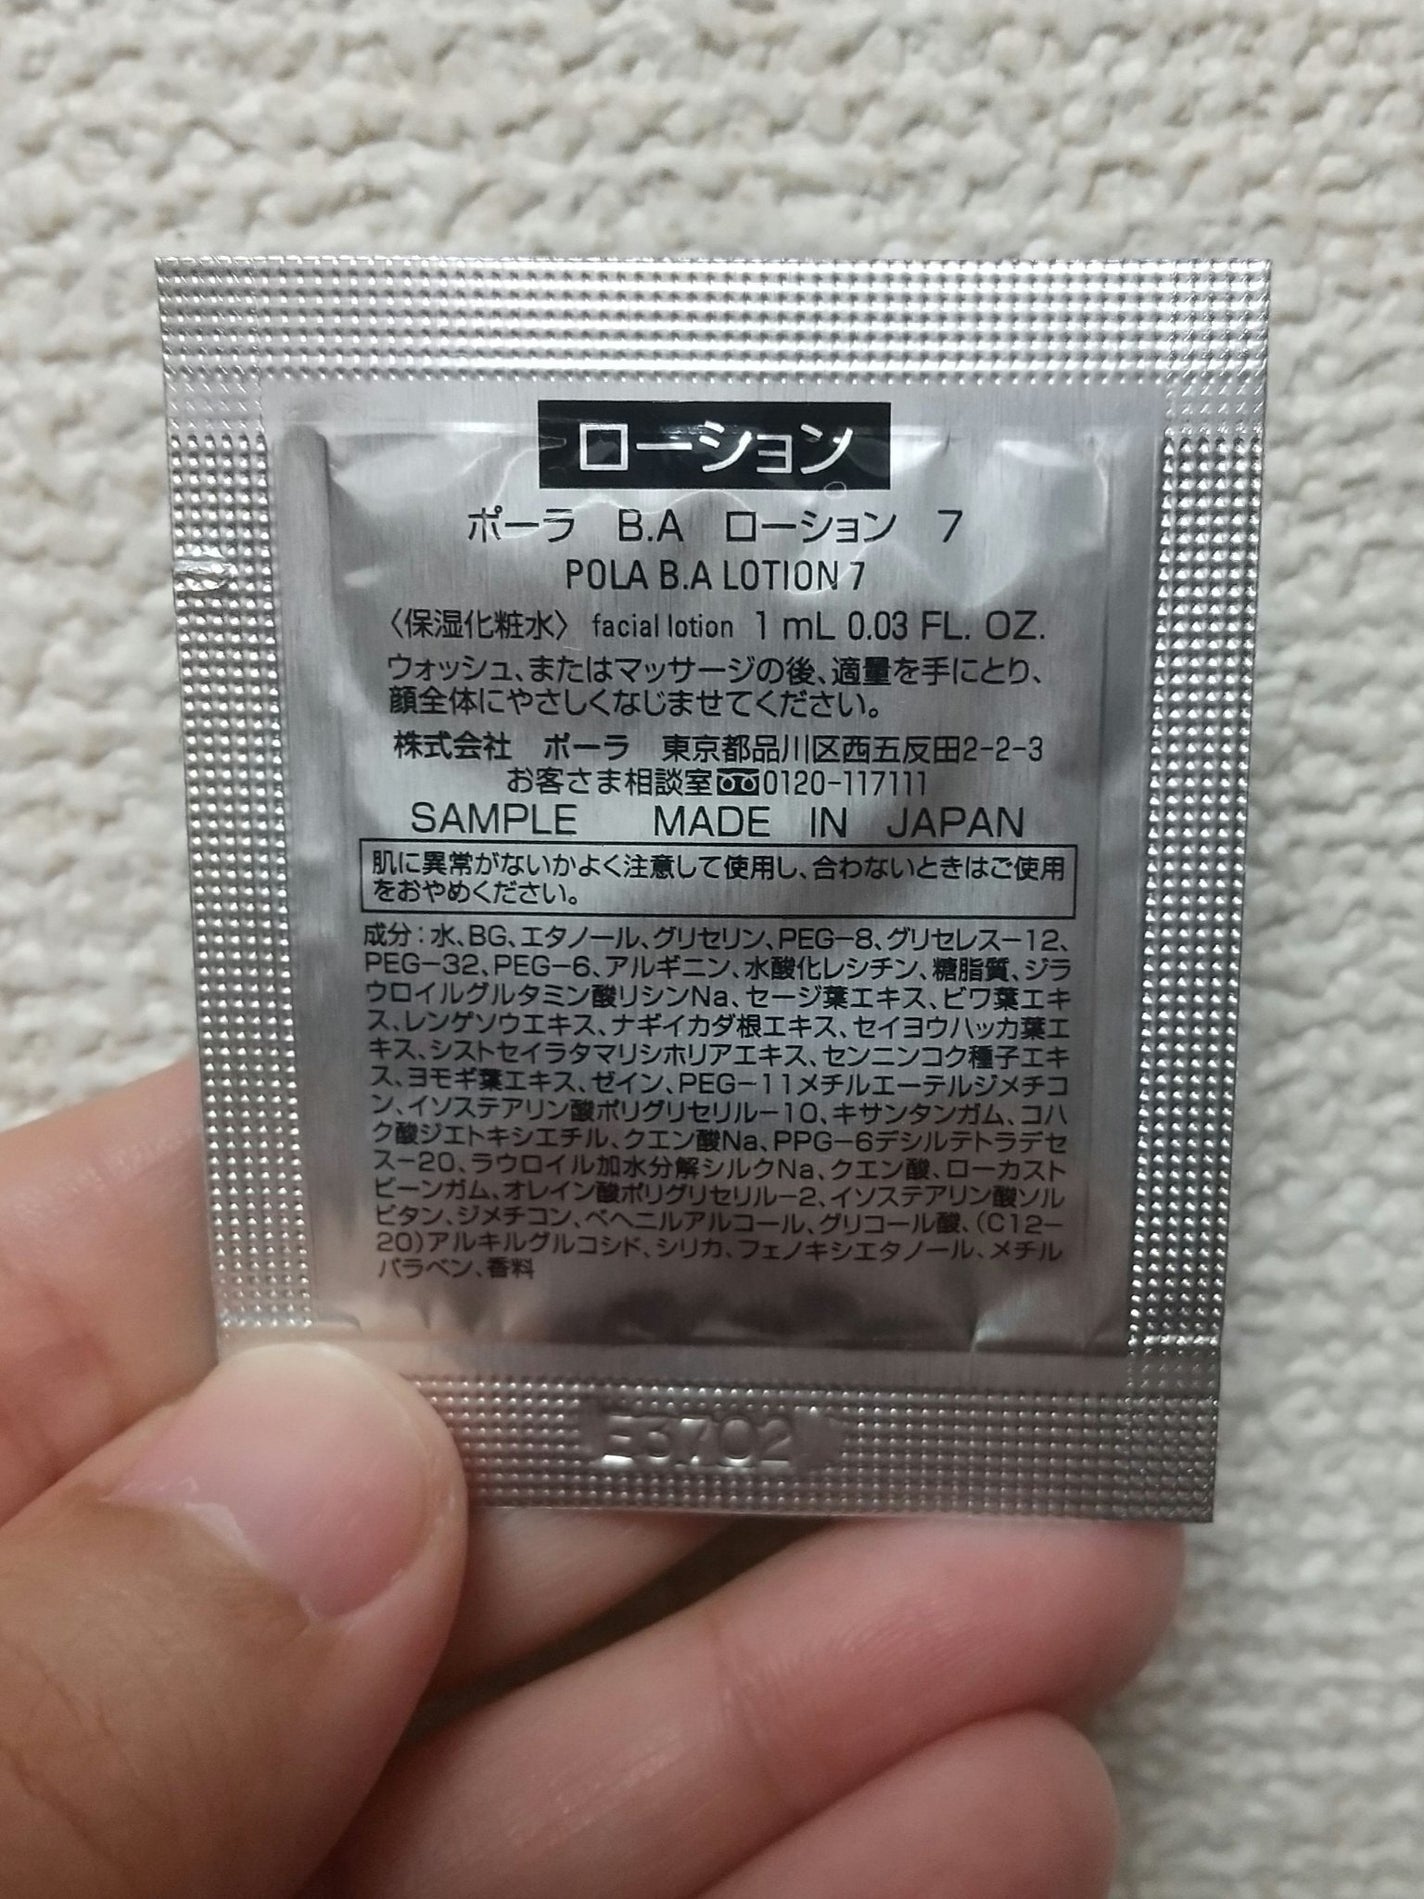 ローション
ポーラ B.A ローション 7
POLA B.A LOTION 7
〈保湿化粧水〉 facial lotion 1 mL 0.03 FL. OZ.
ウォッシュ、またはマッサージの後、適量を手にとり、
顔全体にやさしくなじませてください。
株式会社 ポーラ 東京都品川区西五反田2-2-3
お客さま相談室0120-117111
SAMPLE MADE IN JAPAN
肌に異常がないかよく注意して使用し、合わないときはご使用
をおやめください。
成分：水、BG、エタノール、グリセリン、PEG-8、グリセレス-12、
PEG-32、PEG-6、アルギニン、水酸化レシチン、糖脂質、ジラ
ウロイルグルタミン酸リシンNa、セージ葉エキス、ビワ葉エキ
ス、レンゲソウエキス、ナギイカダ根エキス、セイヨウハッカ葉エ
キス、シストセイラタマリシホリアエキス、センニンコク種子エキ
ス、ヨモギ葉エキス、ゼイン、PEG-11メチルエーテルジメチコ
ン、イソステアリン酸ポリグリセリル-10、キサンタンガム、コハ
ク酸ジエトキシエチル、クエン酸Na、PPG-6デシルテトラデセ
ス-20、ラウロイル加水分解シルクNa、クエン酸、ローカスト
ビーンガム、オレイン酸ポリグリセリル-2、イソステアリン酸ソル
ビタン、ジメチコン、ベヘニルアルコール、グリコール酸、(C12-
20)アルキルグルコシド、シリカ、フェノキシエタノール、メチル
パラベン、香料
E3702